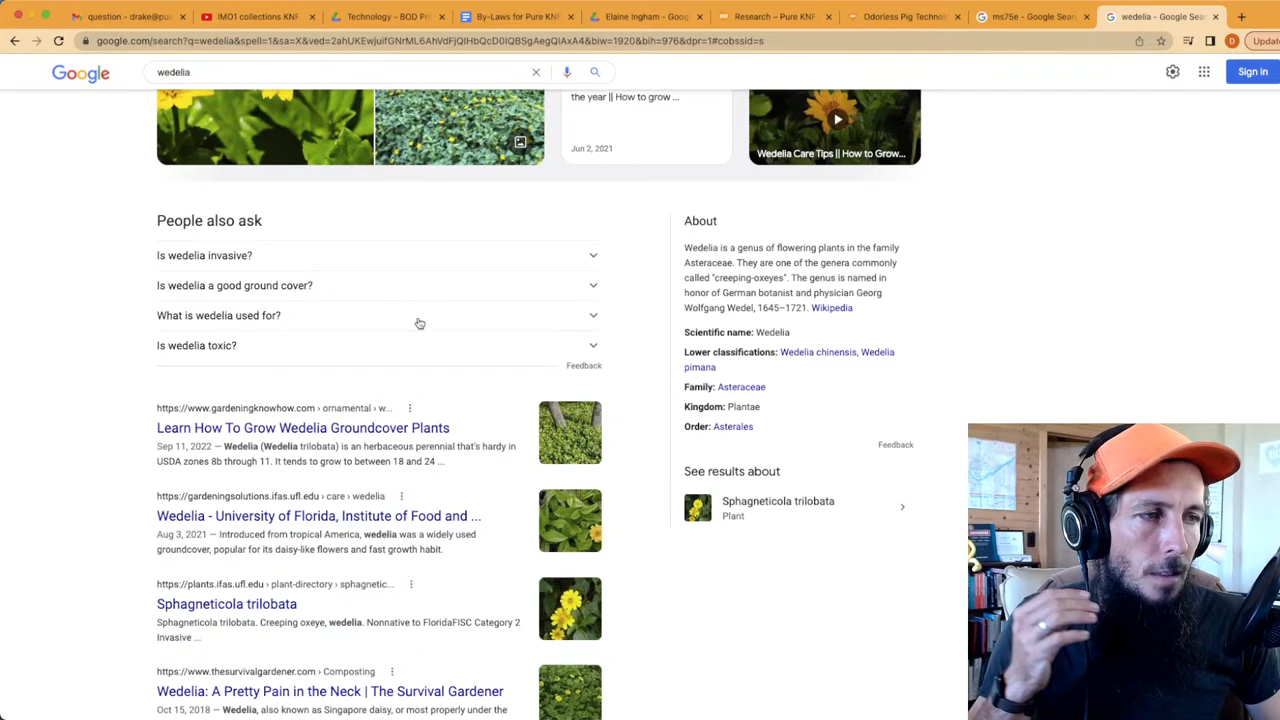 question - drake@pur
IMO1 collections KNF
Technology - BOD Pri
By-Laws for Pure KNF
Elaine Ingham - Goog
Research – Pure KNF
Odorless Pig Technol
ms75e - Google Sear
wedelia - Google Sear
google.com/search?q=wedelia&spell=1&sa=X&ved=2ahUKEwjuifGNrML6AhVdFjQIHbQcD0IQBSgAegQIAxA4&biw=1920&bih=976&dpr=1#cobssid=s
D
Updat
Google
wedelia
Sign in
the year || How to grow ...
Jun 2, 2021
Wedelia Care Tips || How to Grow...
People also ask
Is wedelia invasive?
Is wedelia a good ground cover?
What is wedelia used for?
Is wedelia toxic?
Feedback
https://www.gardeningknowhow.com › ornamental › w...
Learn How To Grow Wedelia Groundcover Plants
Sep 11, 2022 — Wedelia (Wedelia trilobata) is an herbaceous perennial that's hardy in
USDA zones 8b through 11. It tends to grow to between 18 and 24 ...
https://gardeningsolutions.ifas.ufl.edu › care › wedelia
Wedelia - University of Florida, Institute of Food and ...
Aug 3, 2021 — Introduced from tropical America, wedelia was a widely used
groundcover, popular for its daisy-like flowers and fast growth habit.
https://plants.ifas.ufl.edu › plant-directory › sphagnetic...
Sphagneticola trilobata
Sphagneticola trilobata. Creeping oxeye, wedelia. Nonnative to FloridaFISC Category 2
Invasive ...
https://www.thesurvivalgardener.com › Composting
Wedelia: A Pretty Pain in the Neck | The Survival Gardener
Oct 15, 2018 — Wedelia, also known as Singapore daisy, or most properly under the
About
Wedelia is a genus of flowering plants in the family
Asteraceae. They are one of the genera commonly
called "creeping-oxeyes". The genus is named in
honor of German botanist and physician Georg
Wolfgang Wedel, 1645–1721. Wikipedia
Scientific name: Wedelia
Lower classifications: Wedelia chinensis, Wedelia
pimana
Family: Asteraceae
Kingdom: Plantae
Order: Asterales
Feedback
See results about
Sphagneticola trilobata
Plant